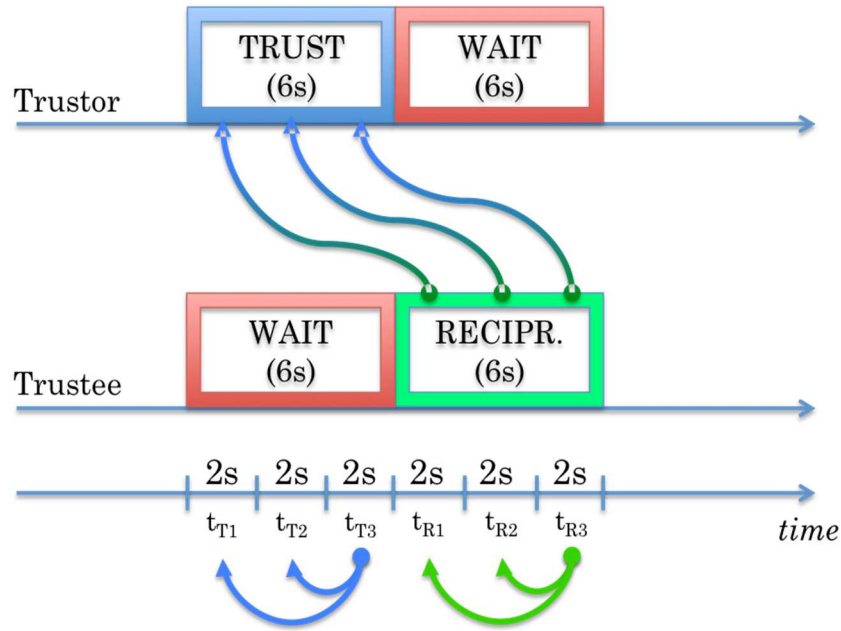 TRUST
(6s)
WAIT
(6s)
Trustor
WAIT
(6s)
RECIPR.
(6s)
Trustee
2s 2s 2s 2s 2s 2s
tT1 tT2 tT3 tR1 tR2 tR3
time